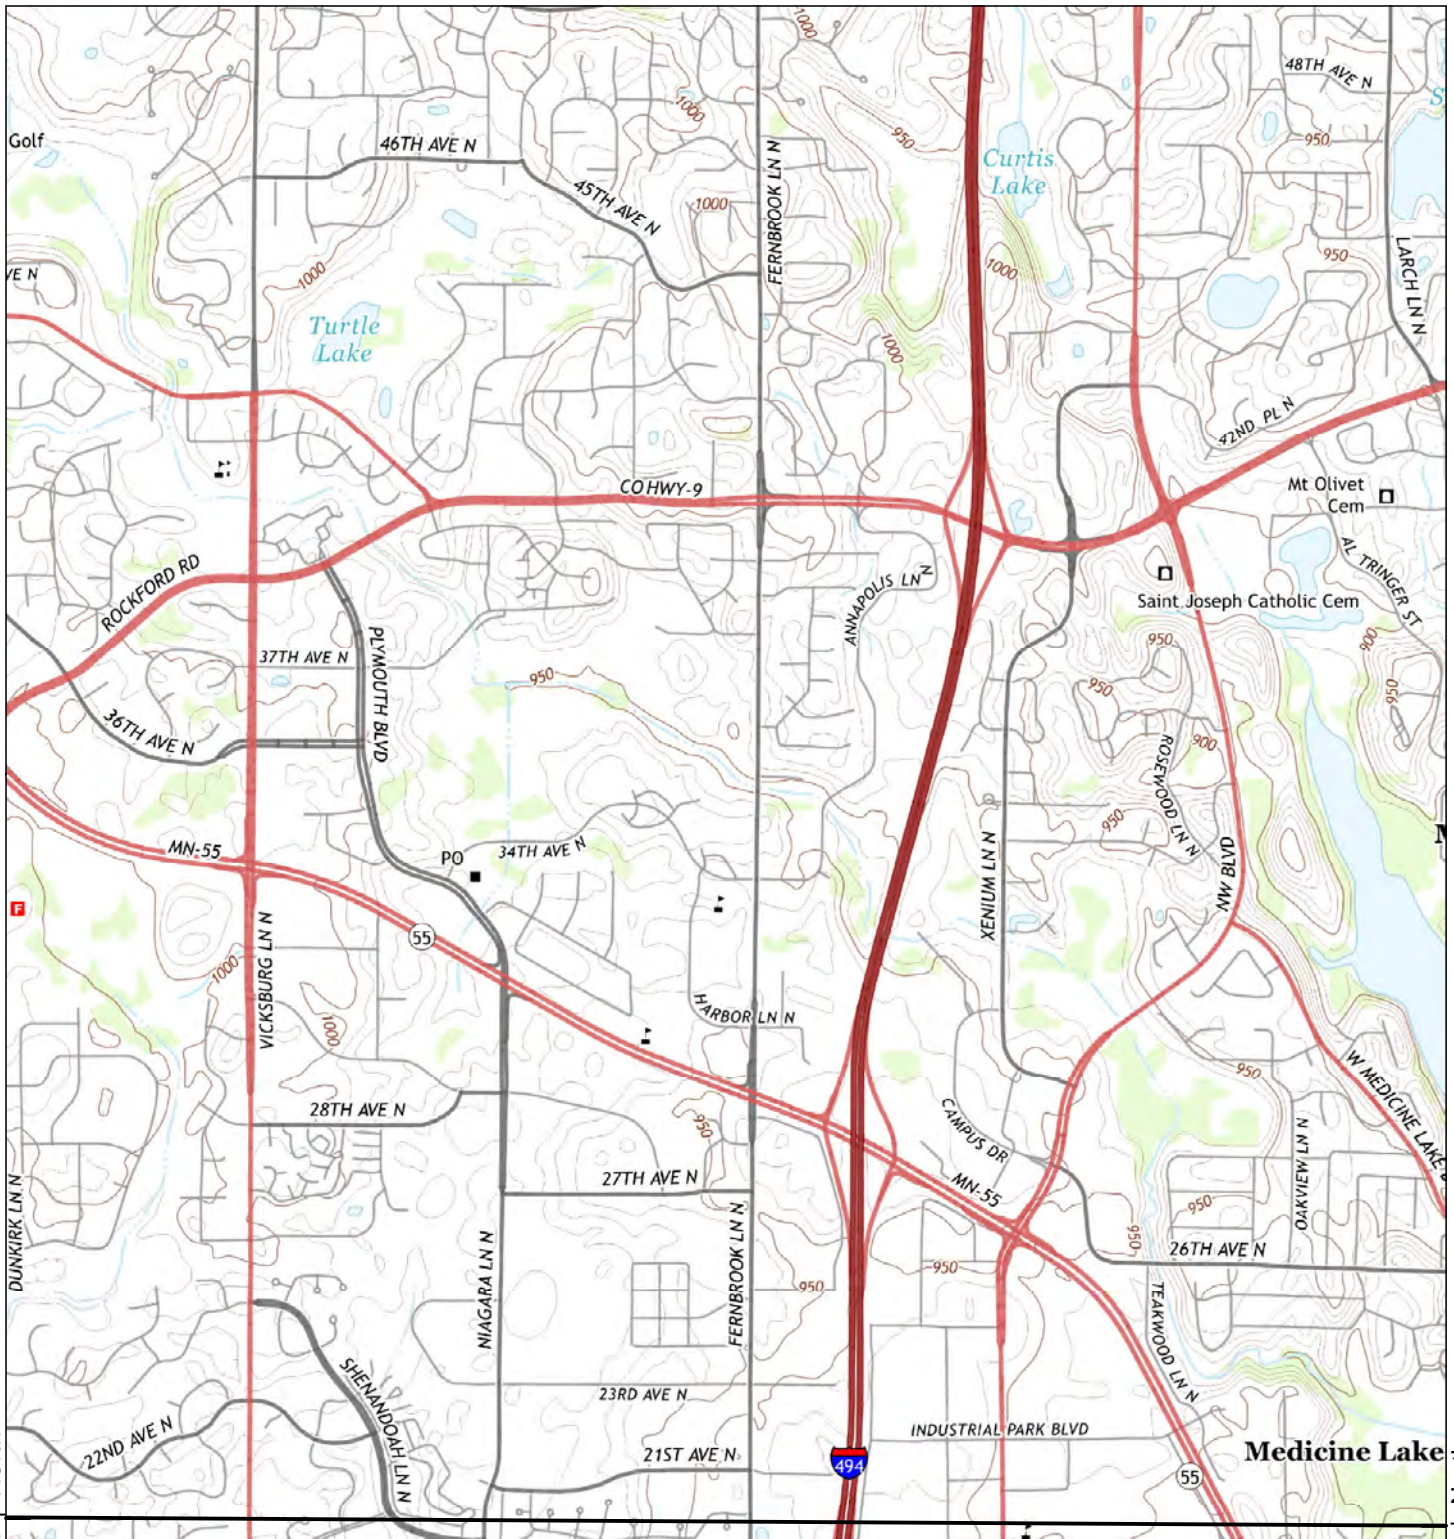 1000
48TH AVE N
S
1000
950
950
Golf
46TH AVE N
Curtis
Lake
45TH AVE N
1000
FERNBROOK LN N
950
LARCH LN N
VE N
1000
1000
Turtle
Lake
1000
42ND PL N
CO HWY-9
Mt Olivet
Cem
ROCKFORD RD
AL TRINGER ST
ANNAPOLIS LN N
Saint Joseph Catholic Cem
PLYMOUTH BLVD
37TH AVE N
950
900
950
950
950
36TH AVE N
ROSEWOOD LN N
900
950
MN-55
PO
34TH AVE N
XENIUM LN N
NW BLVD
F
VICKSBURG LN N
55
1000
HARBOR LN N
1000
950
W MEDICINE LAKE
28TH AVE N
950
CAMPUS DR
OAKVIEW LN N
27TH AVE N
MN-55
DUNKIRK LN N
950
950
26TH AVE N
NIAGARA LN N
FERNBROOK LN N
950
950
TEAKWOOD LN N
SHENANDOAH LN N
23RD AVE N
22ND AVE N
INDUSTRIAL PARK BLVD
21ST AVE N
494
Medicine Lake
55